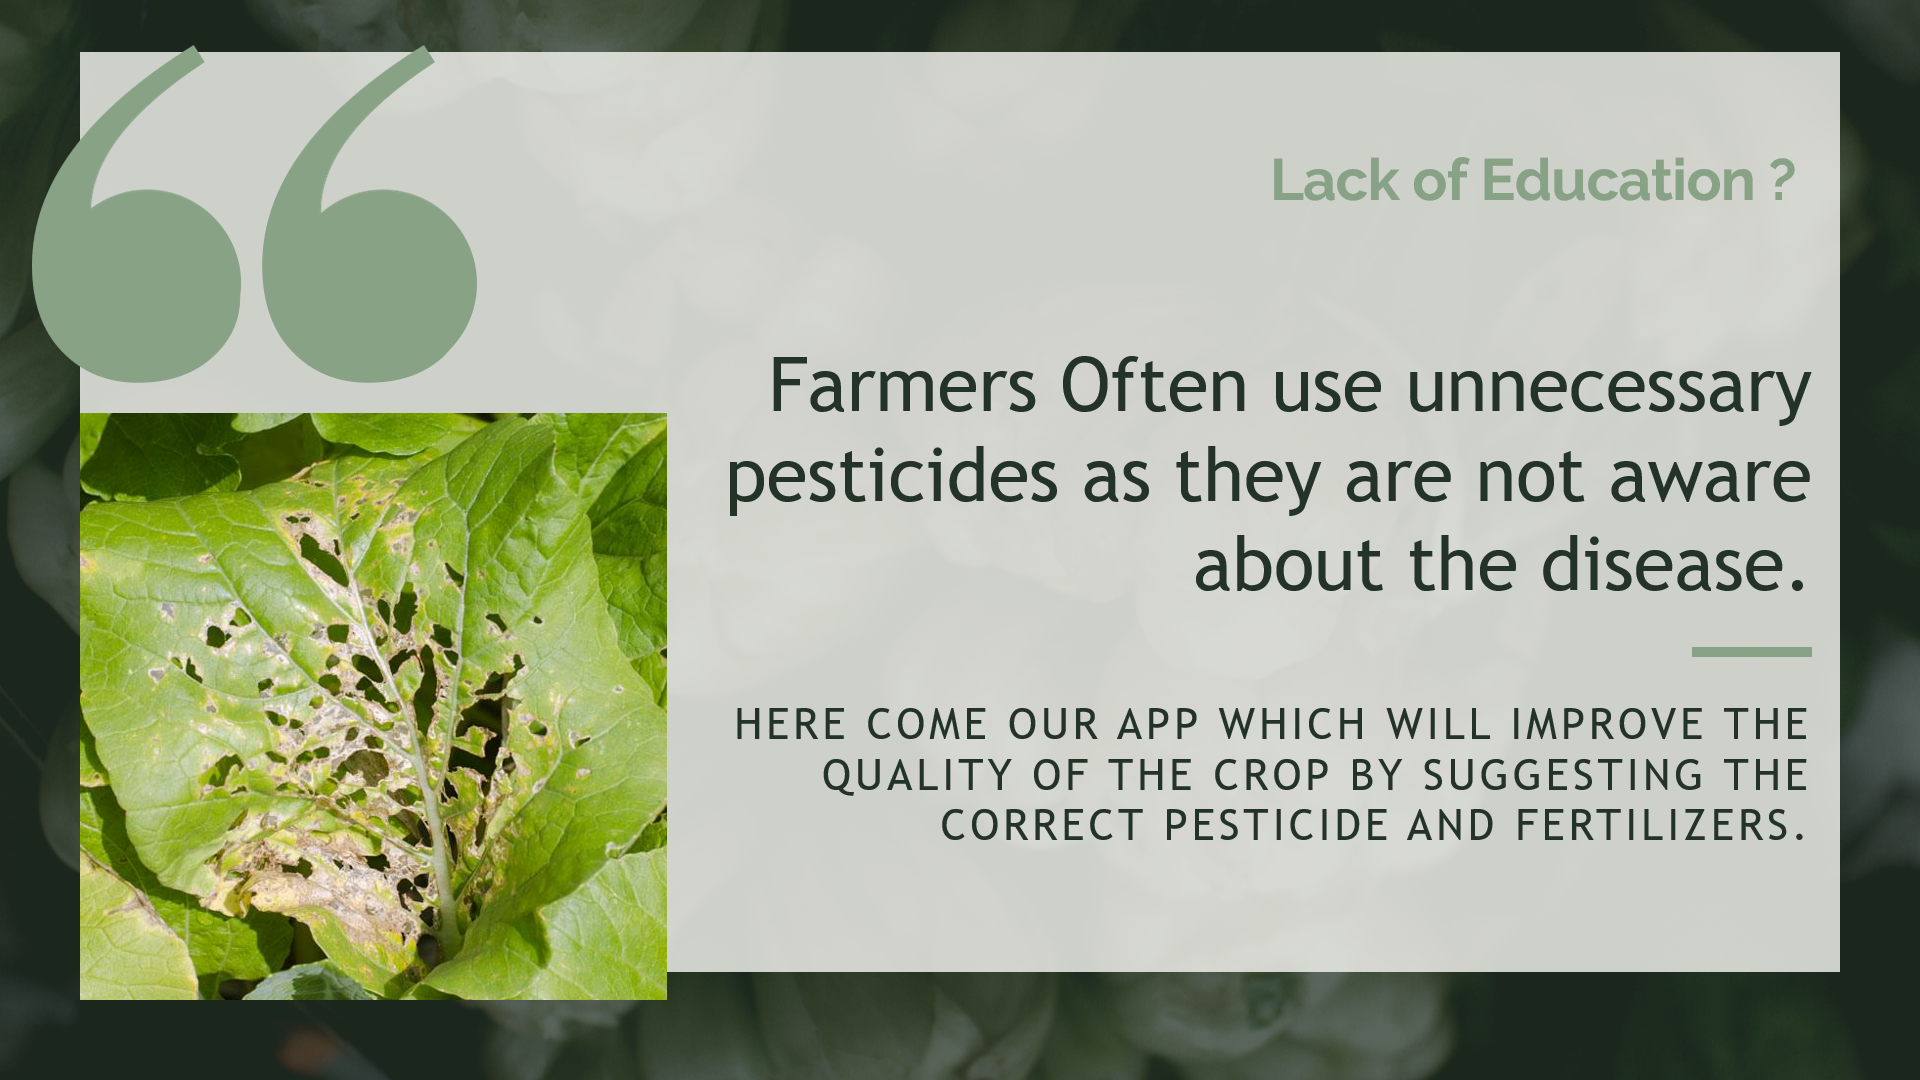 Lack of Education ?
Farmers Often use unnecessary
pesticides as they are not aware
about the disease.
HERE COME OUR APP WHICH WILL IMPROVE THE
QUALITY OF THE CROP BY SUGGESTING THE
CORRECT PESTICIDE AND FERTILIZERS.